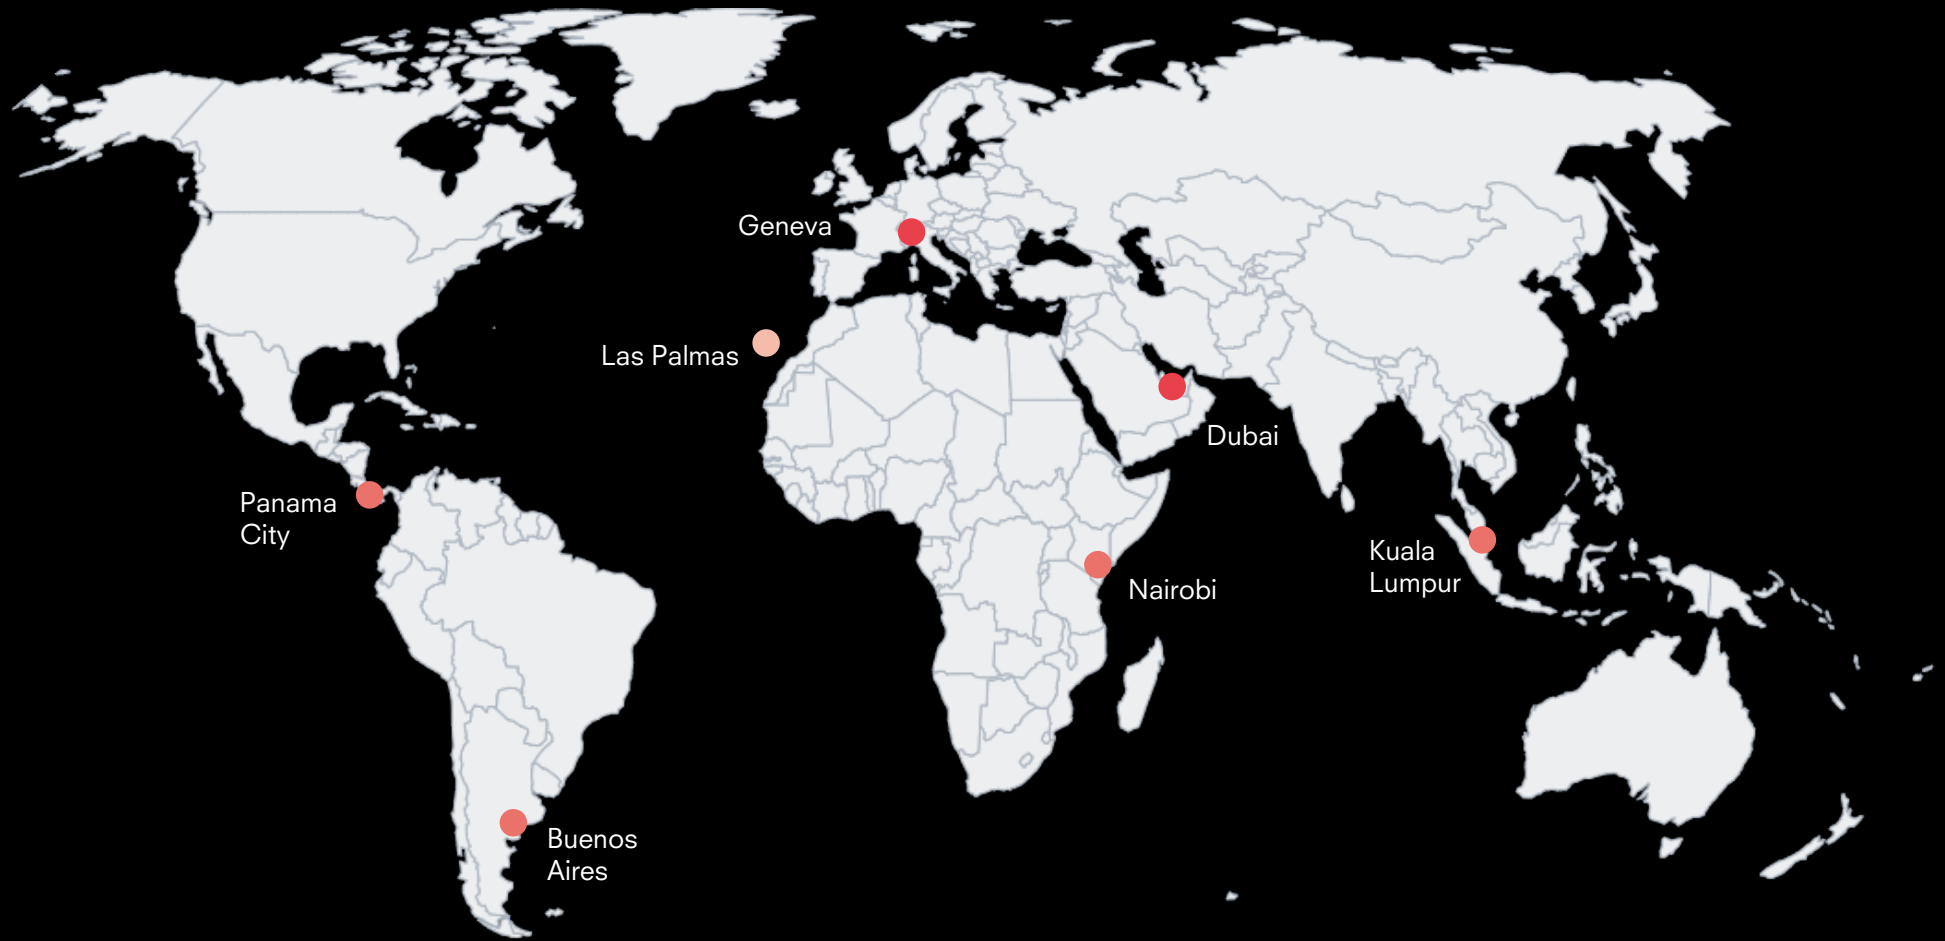 Geneva
Las Palmas
Dubai
Panama
City
Kuala
Lumpur
Nairobi
Buenos
Aires